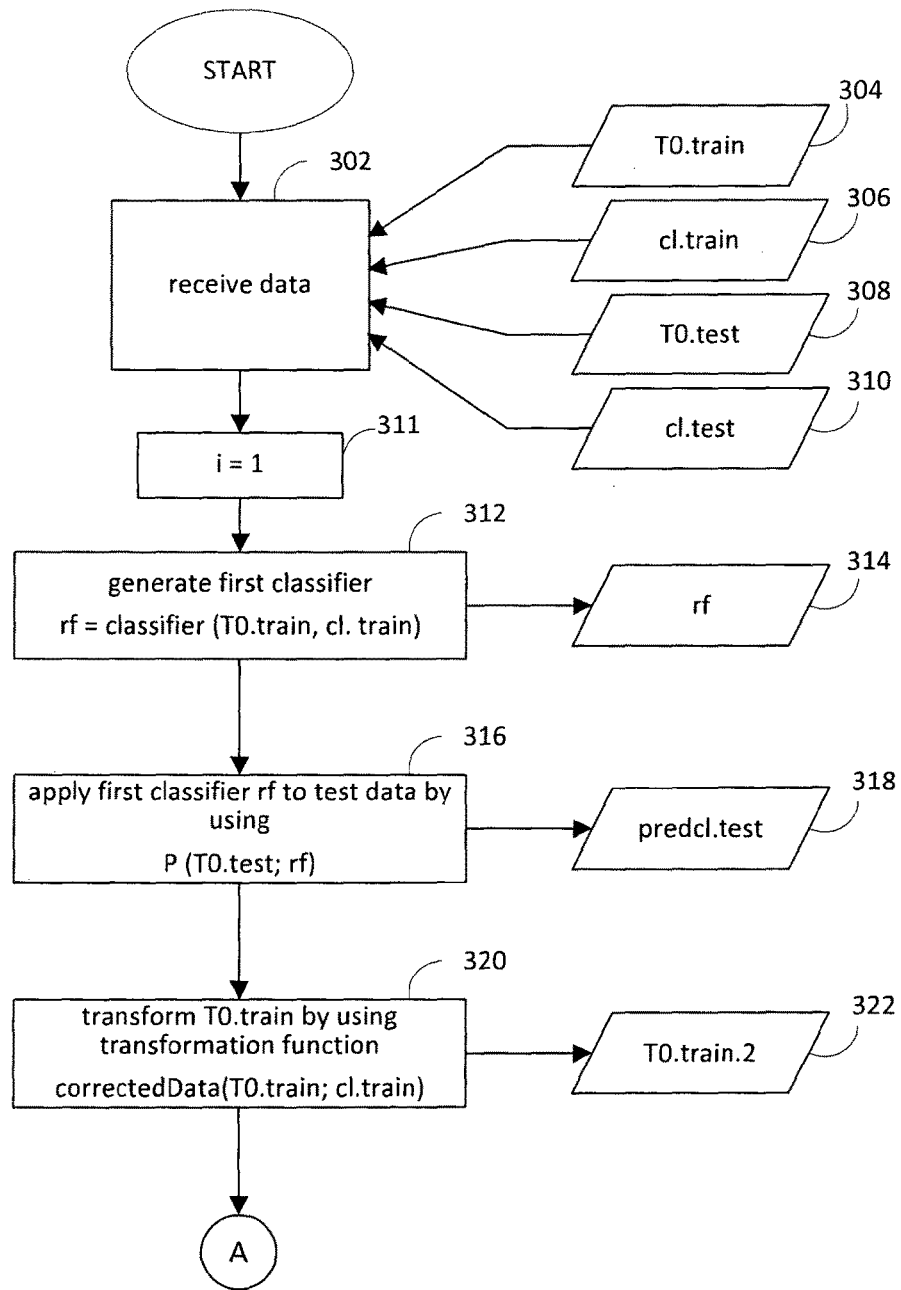 START
304
T0.train
302
306
cl.train
receive data
308
T0.test
310
cl.test
311
i = 1
312
generate first classifier
rf = classifier (T0.train, cl. train)
314
rf
316
apply first classifier rf to test data by
using
P (T0.test; rf)
318
predcl.test
320
transform T0.train by using
transformation function
correctedData(T0.train; cl.train)
322
T0.train.2
A